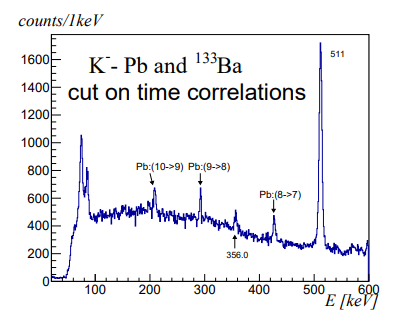 counts/1keV
K⁻- Pb and ¹³³Ba
cut on time correlations
511
Pb:(10->9) Pb:(9->8)
Pb:(8->7)
356.0
1600
1400
1200
1000
800
600
400
200
0
100 200 300 400 500 600
E [keV]